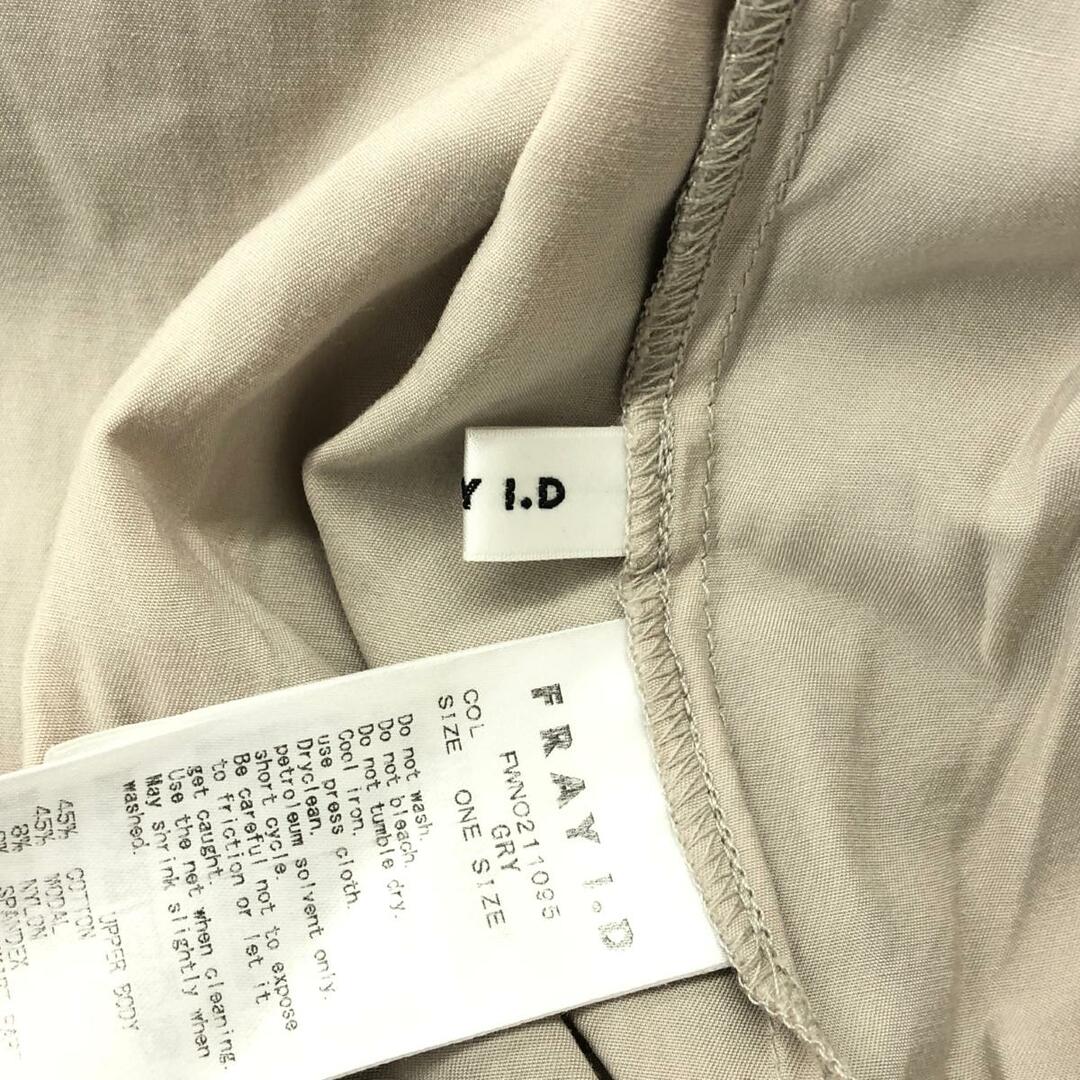 Y I.D
FRAY I.D
FWNO211095
COL GRY
SIZE ONE SIZE
Do not wash.
Do not bleach.
Do not tumble dry.
Cool iron.
use press cloth.
Dryclean.
petroleum solvent only.
short cycle.
Be careful not to expose
to friction or let it
get caught.
Use the net when cleaning.
May shrink slightly when
washed.
UPPER BODY
45% COTTON
45% MODAL
8% NYLON
SPANDEX